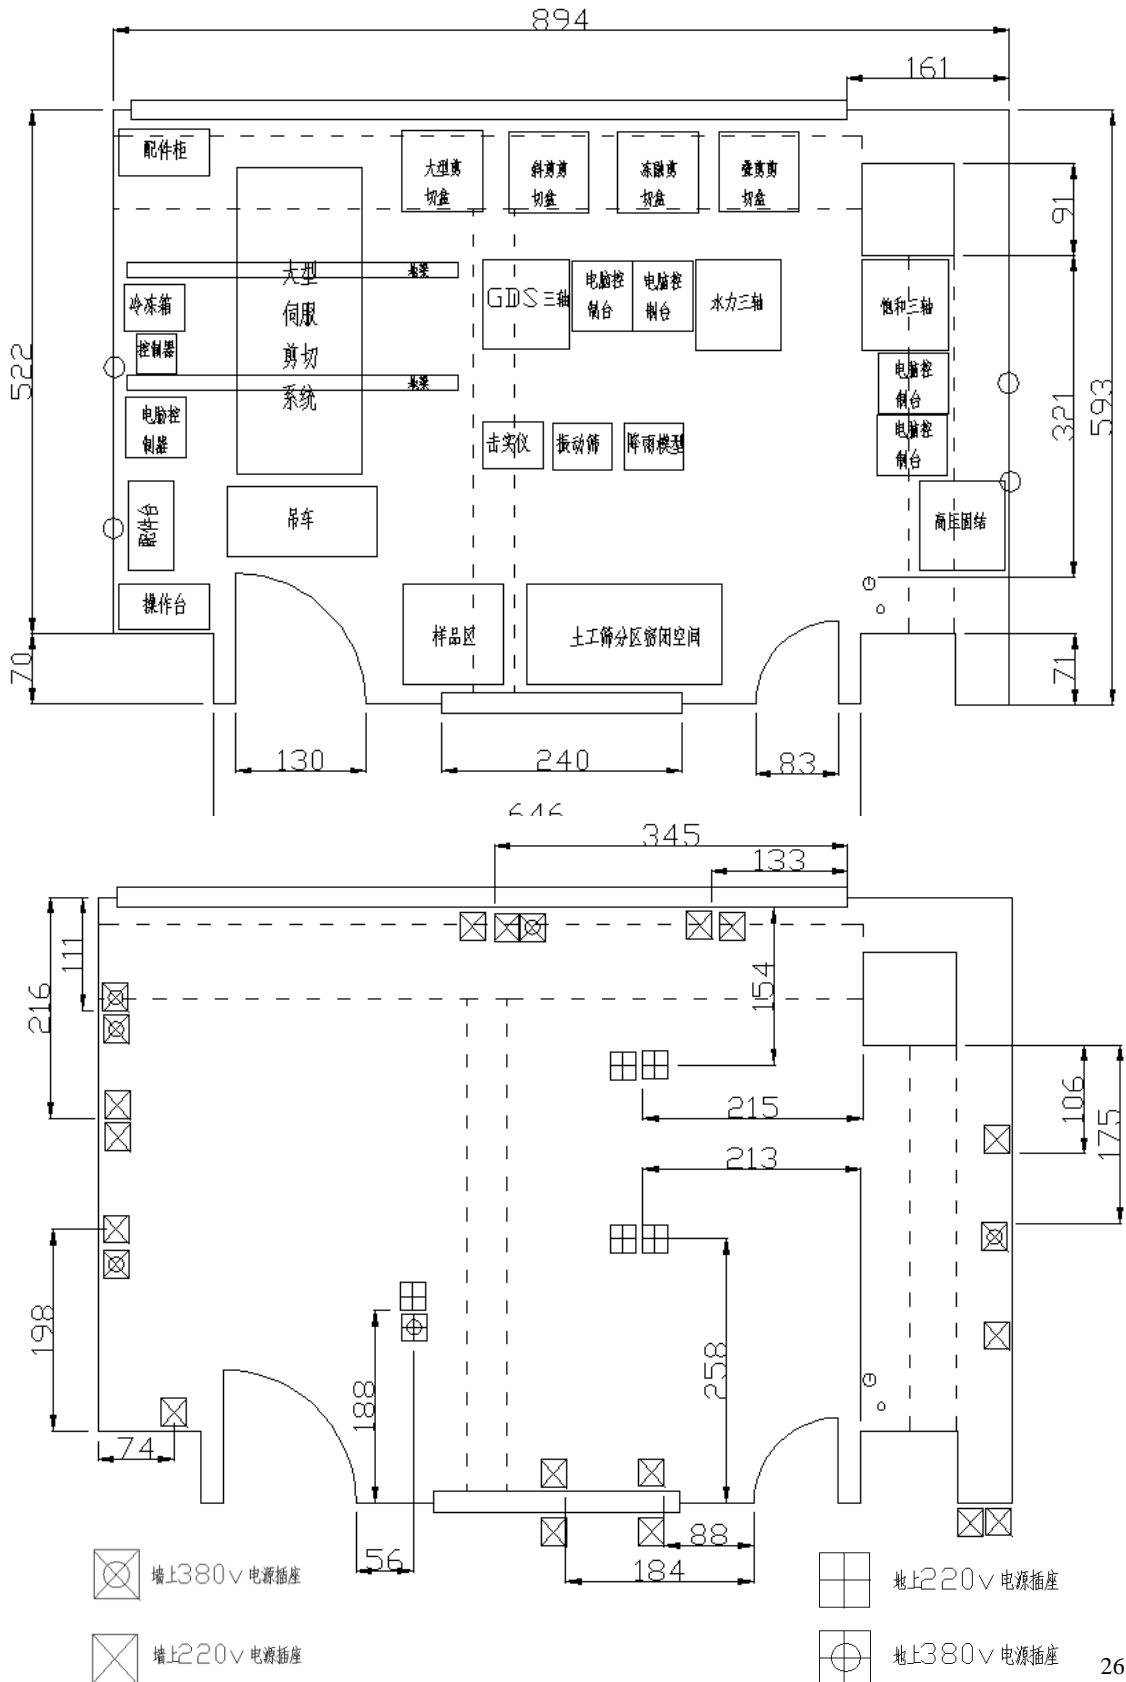 894
161
配件柜
大型剪
切盒
斜剪剪
切盒
冻融剪
切盒
叠剪剪
切盒
91
大型
伺服
剪切
系统
地梁
冷冻箱
控制器
地梁
电脑控
制器
GDS三轴
电脑控
制台
电脑控
制台
水力三轴
饱和三轴
电脑控
制台
电脑控
制台
522
321
593
击实仪
振动筛
降雨模型
配件台
吊车
高压固结
操作台
样品区
土工筛分区密闭空间
70
71
130
240
83
646
345
133
111
216
154
215
106
175
213
198
188
258
74
56
88
184
墙上380v电源插座
地上220v电源插座
墙上220v电源插座
地上380v电源插座
26